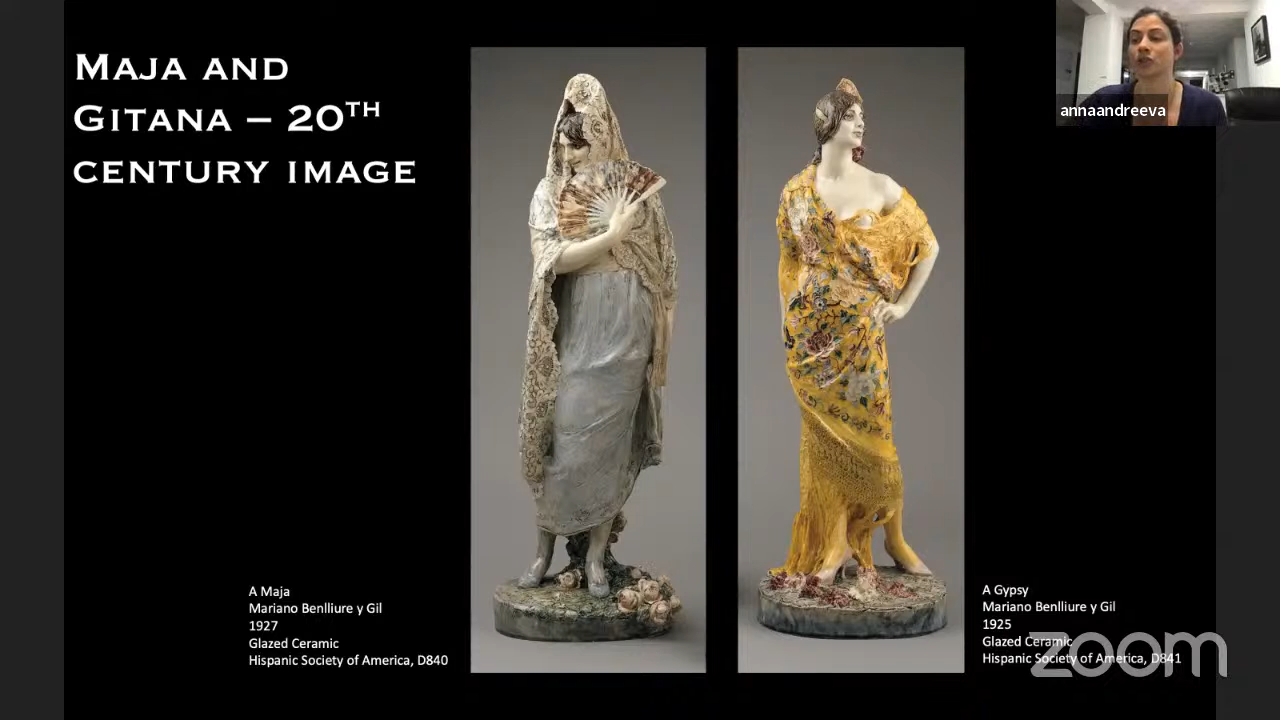 MAJA AND
GITANA – 20TH
CENTURY IMAGE
annaandreeva
A Maja
Mariano Benlliure y Gil
1927
Glazed Ceramic
Hispanic Society of America, D840
A Gypsy
Mariano Benlliure y Gil
1925
Glazed Ceramic
Hispanic Society of America, D841
zoom